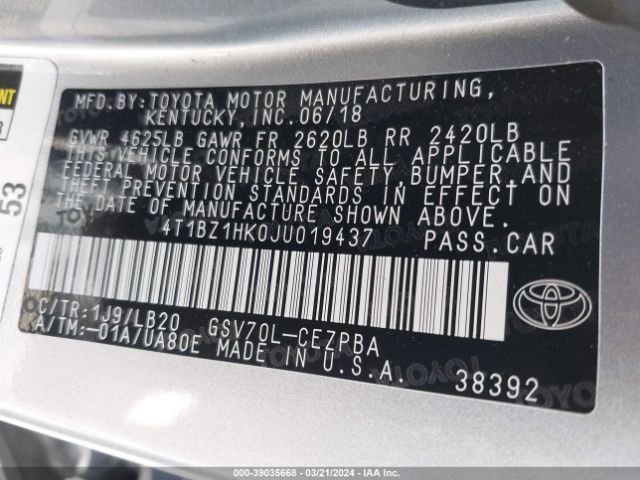 MFD.BY:TOYOTA MOTOR MANUFACTURING,
KENTUCKY,INC.06/18
GVWR 4625LB GAWR FR 2620LB RR 2420LB
THIS VEHICLE CONFORMS TO ALL APPLICABLE
FEDERAL MOTOR VEHICLE SAFETY,BUMPER,AND
THEFT PREVENTION STANDARDS IN EFFECT ON
THE DATE OF MANUFACTURE SHOWN ABOVE.
4T1BZ1HK0JU019437 PASS.CAR
C/TR:1J9/LB20 GSV70L-CEZPBA
A/TM:-01A/UA80E MADE IN U.S.A.
38392
TOYOTA
53
000-39035668 — 03/21/2024 — IAA Inc.